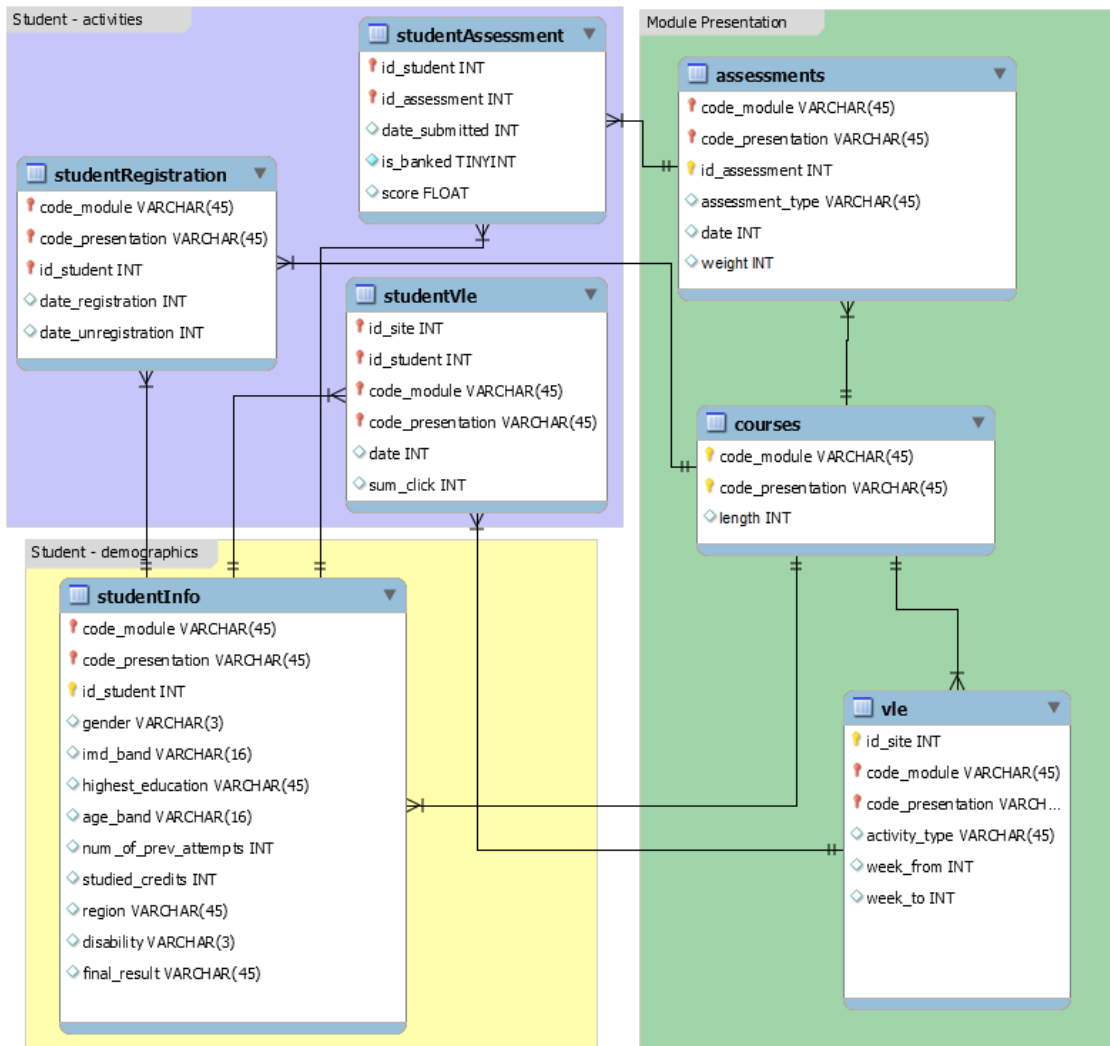 Student - activities
studentAssessment
id_student INT
id_assessment INT
date_submitted INT
is_banked TINYINT
score FLOAT
studentRegistration
code_module VARCHAR(45)
code_presentation VARCHAR(45)
id_student INT
date_registration INT
date_unregistration INT
studentVle
id_site INT
id_student INT
code_module VARCHAR(45)
code_presentation VARCHAR(45)
date INT
sum_click INT
Student - demographics
studentInfo
code_module VARCHAR(45)
code_presentation VARCHAR(45)
id_student INT
gender VARCHAR(3)
imd_band VARCHAR(16)
highest_education VARCHAR(45)
age_band VARCHAR(16)
num_of_prev_attempts INT
studied_credits INT
region VARCHAR(45)
disability VARCHAR(3)
final_result VARCHAR(45)
Module Presentation
assessments
code_module VARCHAR(45)
code_presentation VARCHAR(45)
id_assessment INT
assessment_type VARCHAR(45)
date INT
weight INT
courses
code_module VARCHAR(45)
code_presentation VARCHAR(45)
length INT
vle
id_site INT
code_module VARCHAR(45)
code_presentation VARCH...
activity_type VARCHAR(45)
week_from INT
week_to INT